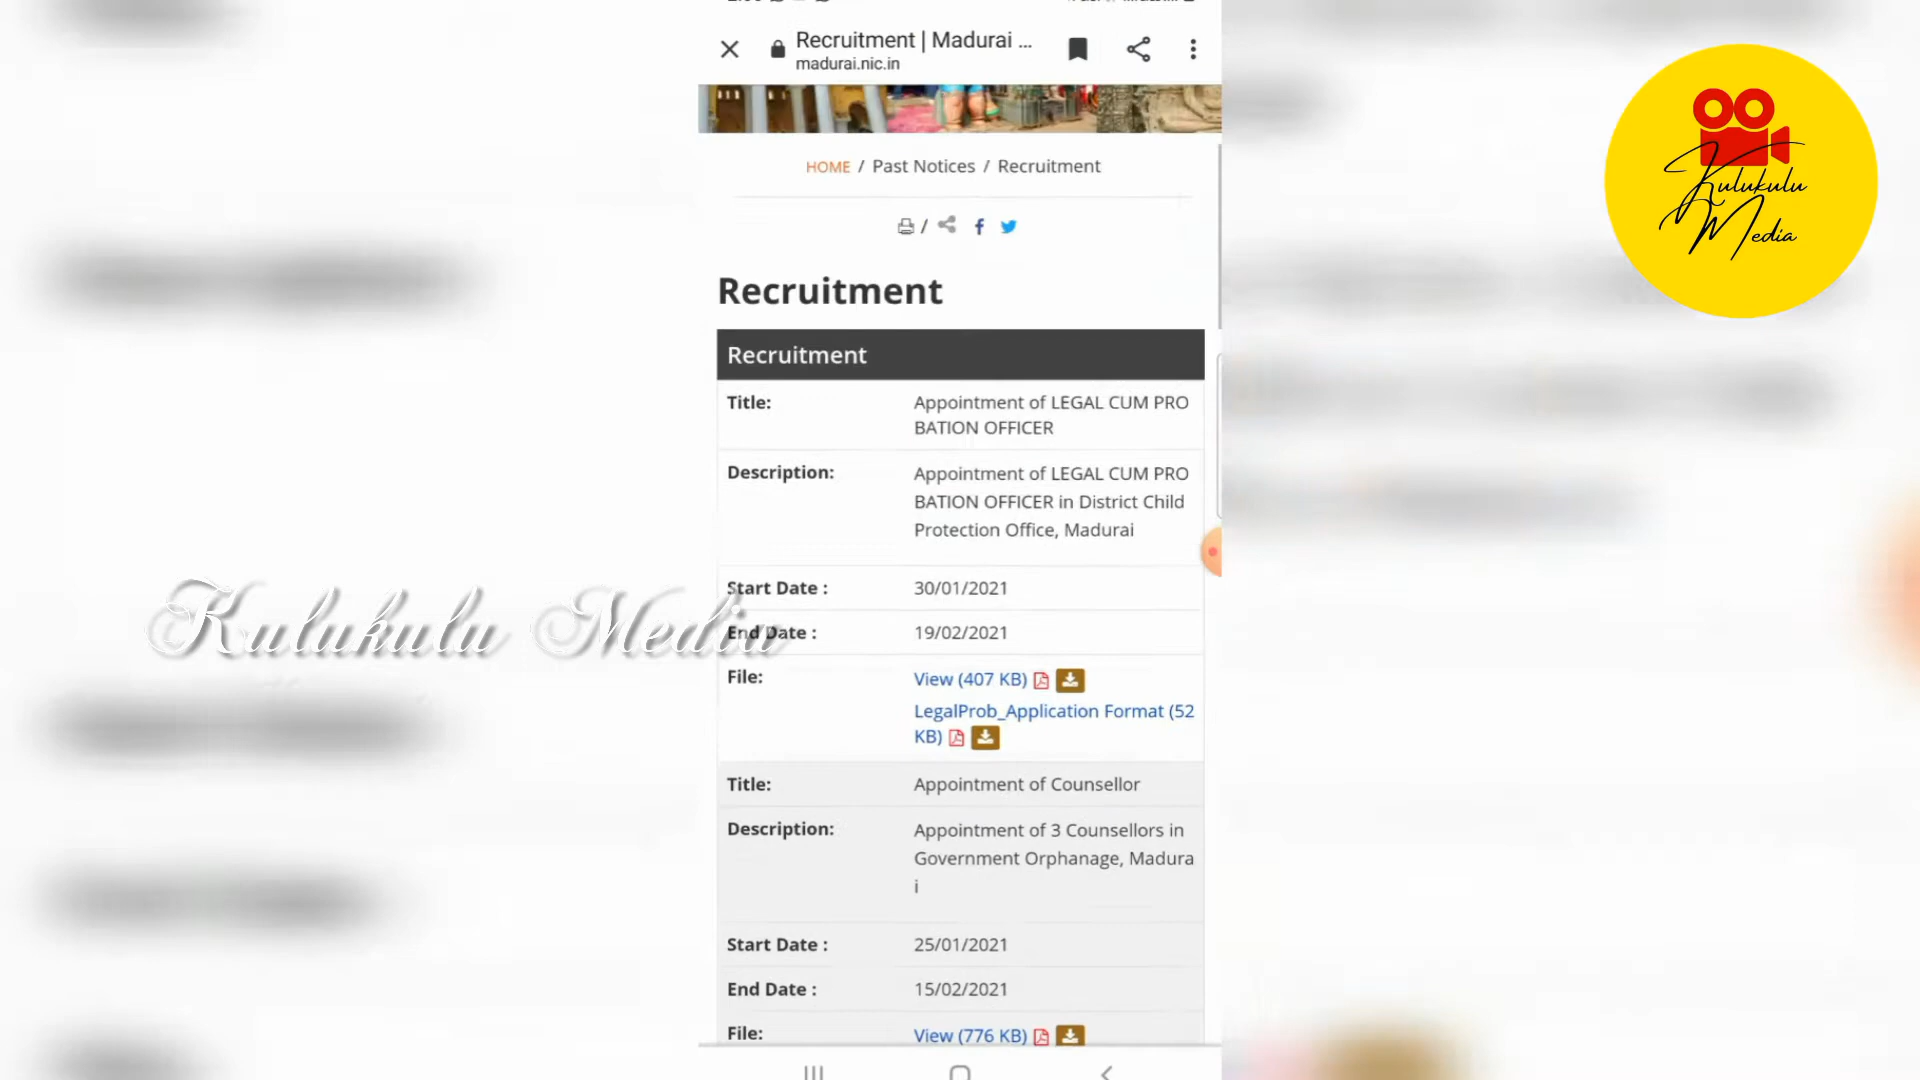 Recruitment | Madurai ...
madurai.nic.in
HOME / Past Notices / Recruitment
Recruitment
Recruitment
Title: Appointment of LEGAL CUM PRO
BATION OFFICER
Description: Appointment of LEGAL CUM PRO
BATION OFFICER in District Child
Protection Office, Madurai
Start Date : 30/01/2021
End Date : 19/02/2021
File: View (407 KB)
LegalProb_Application Format (52
KB)
Title: Appointment of Counsellor
Description: Appointment of 3 Counsellors in
Government Orphanage, Madura
i
Start Date : 25/01/2021
End Date : 15/02/2021
File: View (776 KB)
Kulukulu Media
Kulukulu
Media